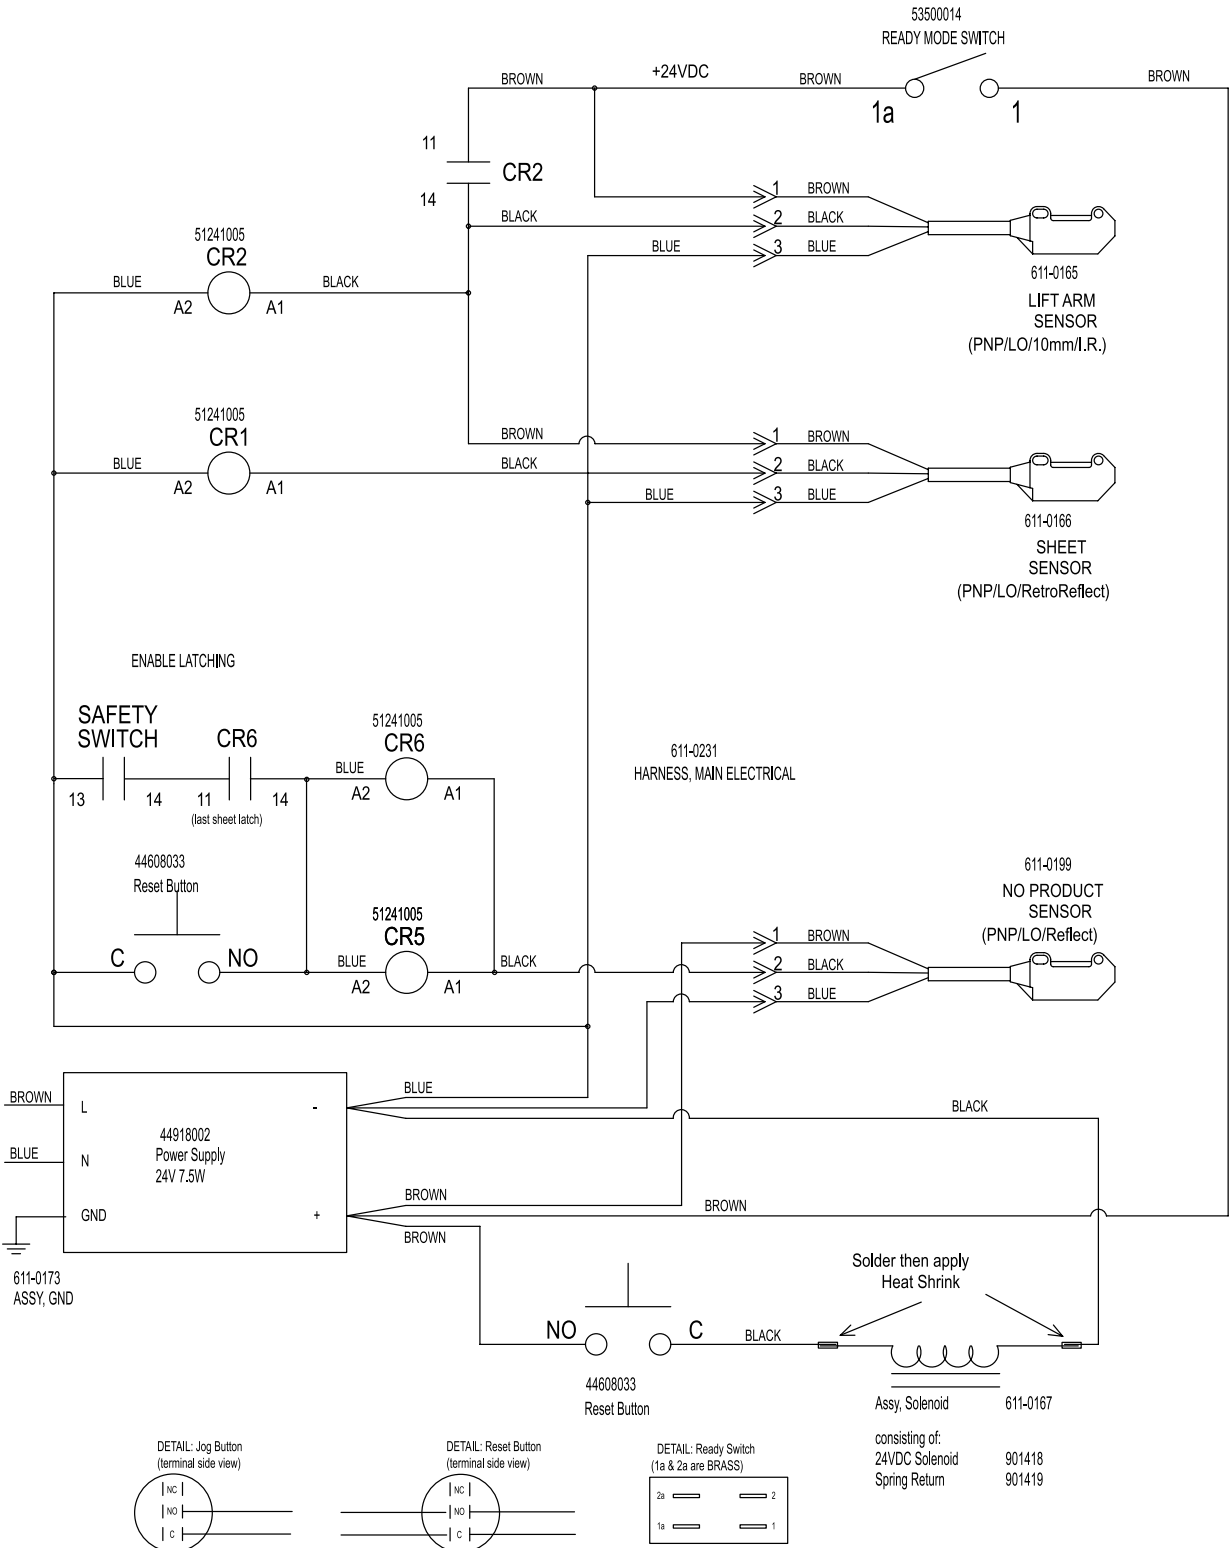 53500014
READY MODE SWITCH
BROWN
+24VDC
BROWN
BROWN
1a
1
11
CR2
14
1
BROWN
BLACK
2
BLACK
BLUE
3
BLUE
51241005
CR2
BLUE
BLACK
A2
A1
611-0165
LIFT ARM
SENSOR
(PNP/LO/10mm/I.R.)
51241005
CR1
BROWN
1
BROWN
BLUE
BLACK
2
BLACK
A2
A1
BLUE
3
BLUE
611-0166
SHEET
SENSOR
(PNP/LO/RetroReflect)
ENABLE LATCHING
SAFETY
SWITCH
CR6
51241005
CR6
BLUE
A2
A1
13
14
11
14
(last sheet latch)
611-0231
HARNESS, MAIN ELECTRICAL
44608033
Reset Button
C
NO
51241005
CR5
BLUE
BLACK
A2
A1
611-0199
NO PRODUCT
SENSOR
(PNP/LO/Reflect)
1
BROWN
2
BLACK
3
BLUE
BROWN
L
-
BLUE
BLACK
44918002
Power Supply
24V 7.5W
BLUE
N
GND
+
BROWN
BROWN
BROWN
611-0173
ASSY, GND
Solder then apply
Heat Shrink
NO
C
BLACK
44608033
Reset Button
Assy, Solenoid 611-0167
consisting of:
24VDC Solenoid 901418
Spring Return 901419
DETAIL: Jog Button
(terminal side view)
NC
NO
C
DETAIL: Reset Button
(terminal side view)
NC
NO
C
DETAIL: Ready Switch
(1a & 2a are BRASS)
2a
2
1a
1